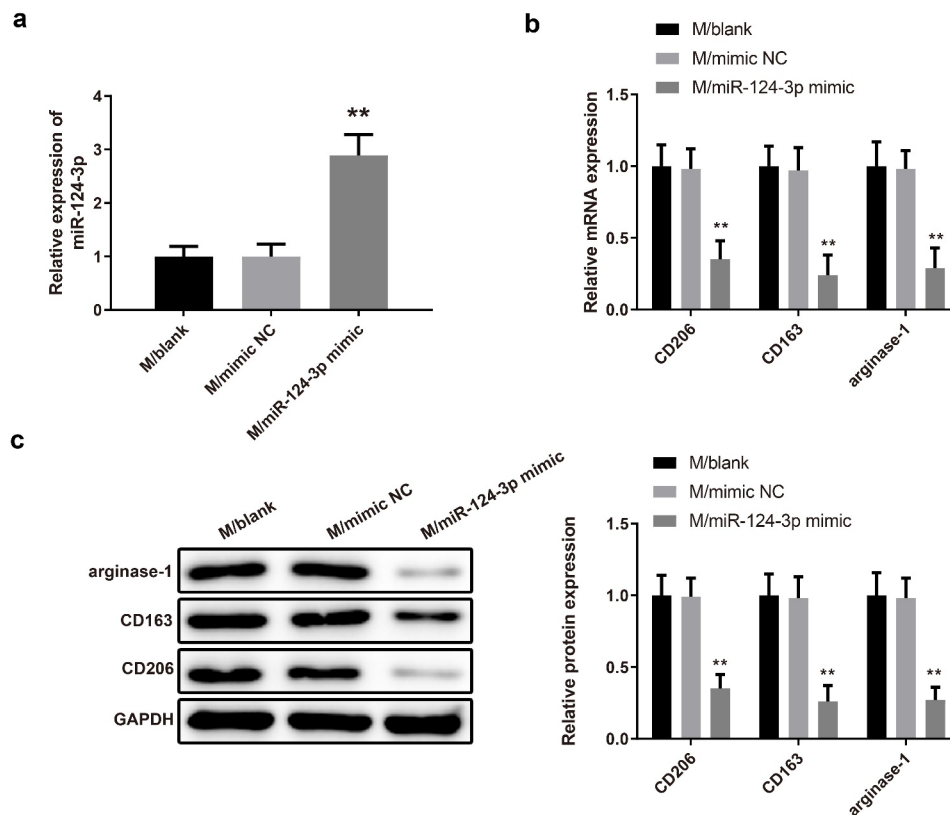 a
Relative expression of
miR-124-3p
4
3
2
1
0
**
M/blank
M/mimic NC
M/miR-124-3p mimic
b
M/blank
M/mimic NC
M/miR-124-3p mimic
Relative mRNA expression
1.5
1.0
0.5
0.0
** ** **
CD206 CD163 arginase-1
c
M/blank M/mimic NC M/miR-124-3p mimic
arginase-1
CD163
CD206
GAPDH
M/blank
M/mimic NC
M/miR-124-3p mimic
Relative protein expression
1.5
1.0
0.5
0.0
** ** **
CD206 CD163 arginase-1